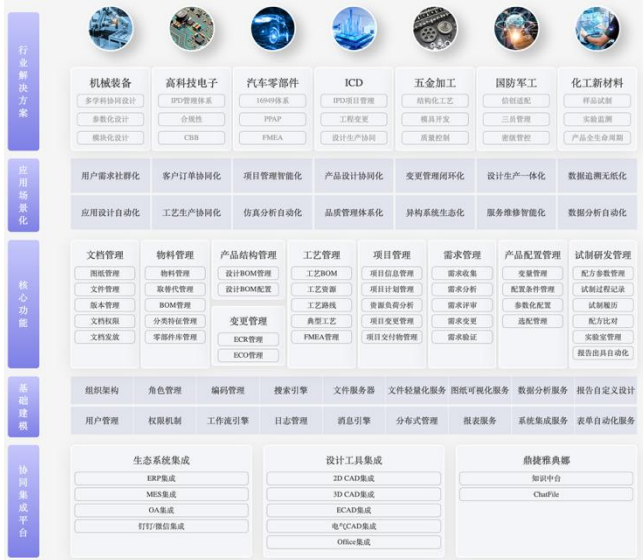 行业解决方案
机械装备
多学科协同设计
参数化设计
模块化设计
高科技电子
IPD管理体系
合规性
CBB
汽车零部件
16949体系
PPAP
FMEA
ICD
IPD项目管理
工程变更
设计生产协同
五金加工
结构化工艺
模具开发
质量控制
国防军工
信创适配
三员管理
密级管控
化工新材料
样品试制
实验监测
产品全生命周期
应用场景化
用户需求社群化 客户订单协同化 项目管理智能化 产品设计协同化 变更管理闭环化 设计生产一体化 数据追溯无纸化
应用设计自动化 工艺生产协同化 仿真分析自动化 品质管理体系化 异构系统生态化 服务维修智能化 数据分析自动化
核心功能
文档管理
图纸管理
文件管理
版本管理
文档权限
文档发放
物料管理
物料管理
取替代管理
BOM管理
分类特征管理
零部件库管理
产品结构管理
设计BOM管理
设计BOM配置
变更管理
ECR管理
ECO管理
工艺管理
工艺BOM
工艺资源
工艺路线
典型工艺
FMEA管理
项目管理
项目信息管理
项目计划管理
资源负荷分析
项目变更管理
项目交付物管理
需求管理
需求收集
需求分析
需求评审
需求变更
需求验证
产品配置管理
变量管理
配置条件管理
参数化配置
选配管理
试制研发管理
配方参数管理
试制过程记录
试制履历
配方比对
实验室管理
报告出具自动化
基础建模
组织架构 角色管理 编码管理 搜索引擎 文件服务器 文件轻量化服务 图纸可视化服务 数据分析服务 报告自定义设计
用户管理 权限机制 工作流引擎 日志管理 消息引擎 分布式管理 报表服务 系统集成服务 表单自动化服务
协同集成平台
生态系统集成
ERP集成
MES集成
OA集成
钉钉/微信集成
设计工具集成
2D CAD集成
3D CAD集成
ECAD集成
电气CAD集成
Office集成
鼎捷雅典娜
知识中台
ChatFile